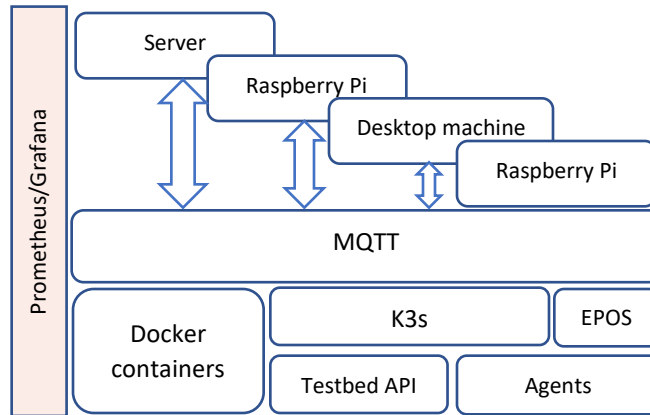 Prometheus/Grafana
Server
Raspberry Pi
Desktop machine
Raspberry Pi
MQTT
Docker
containers
K3s
EPOS
Testbed API
Agents